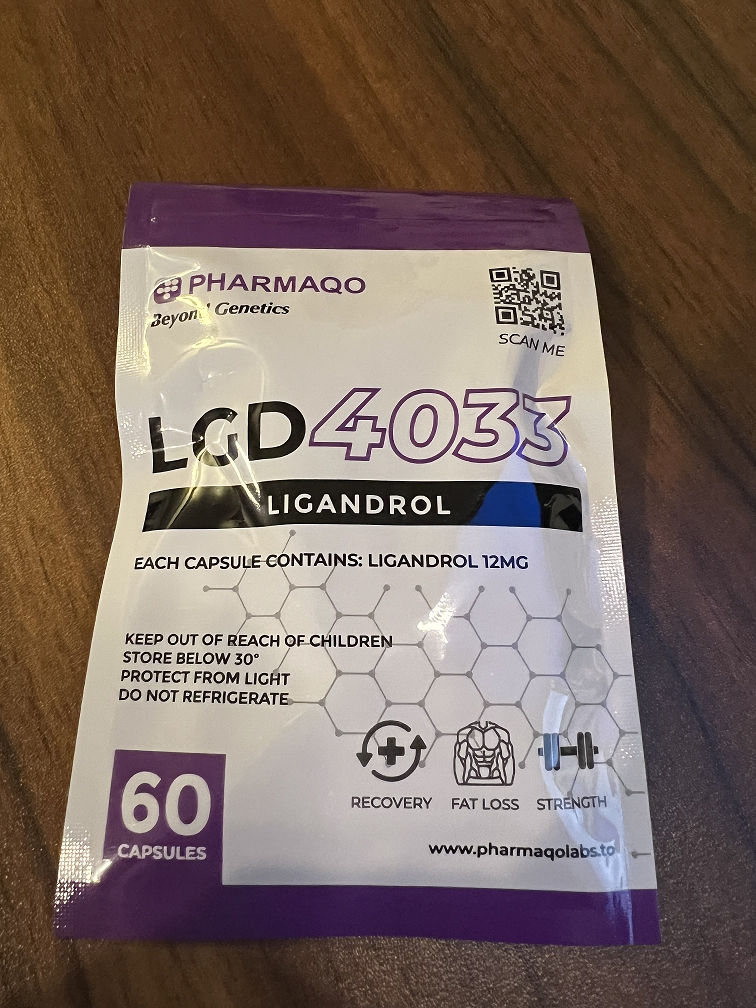 PHARMAQO
Beyond Genetics
SCAN ME
LGD4033
LIGANDROL
EACH CAPSULE CONTAINS: LIGANDROL 12MG
KEEP OUT OF REACH OF CHILDREN
STORE BELOW 30°
PROTECT FROM LIGHT
DO NOT REFRIGERATE
RECOVERY FAT LOSS STRENGTH
60
CAPSULES
www.pharmaqolabs.to